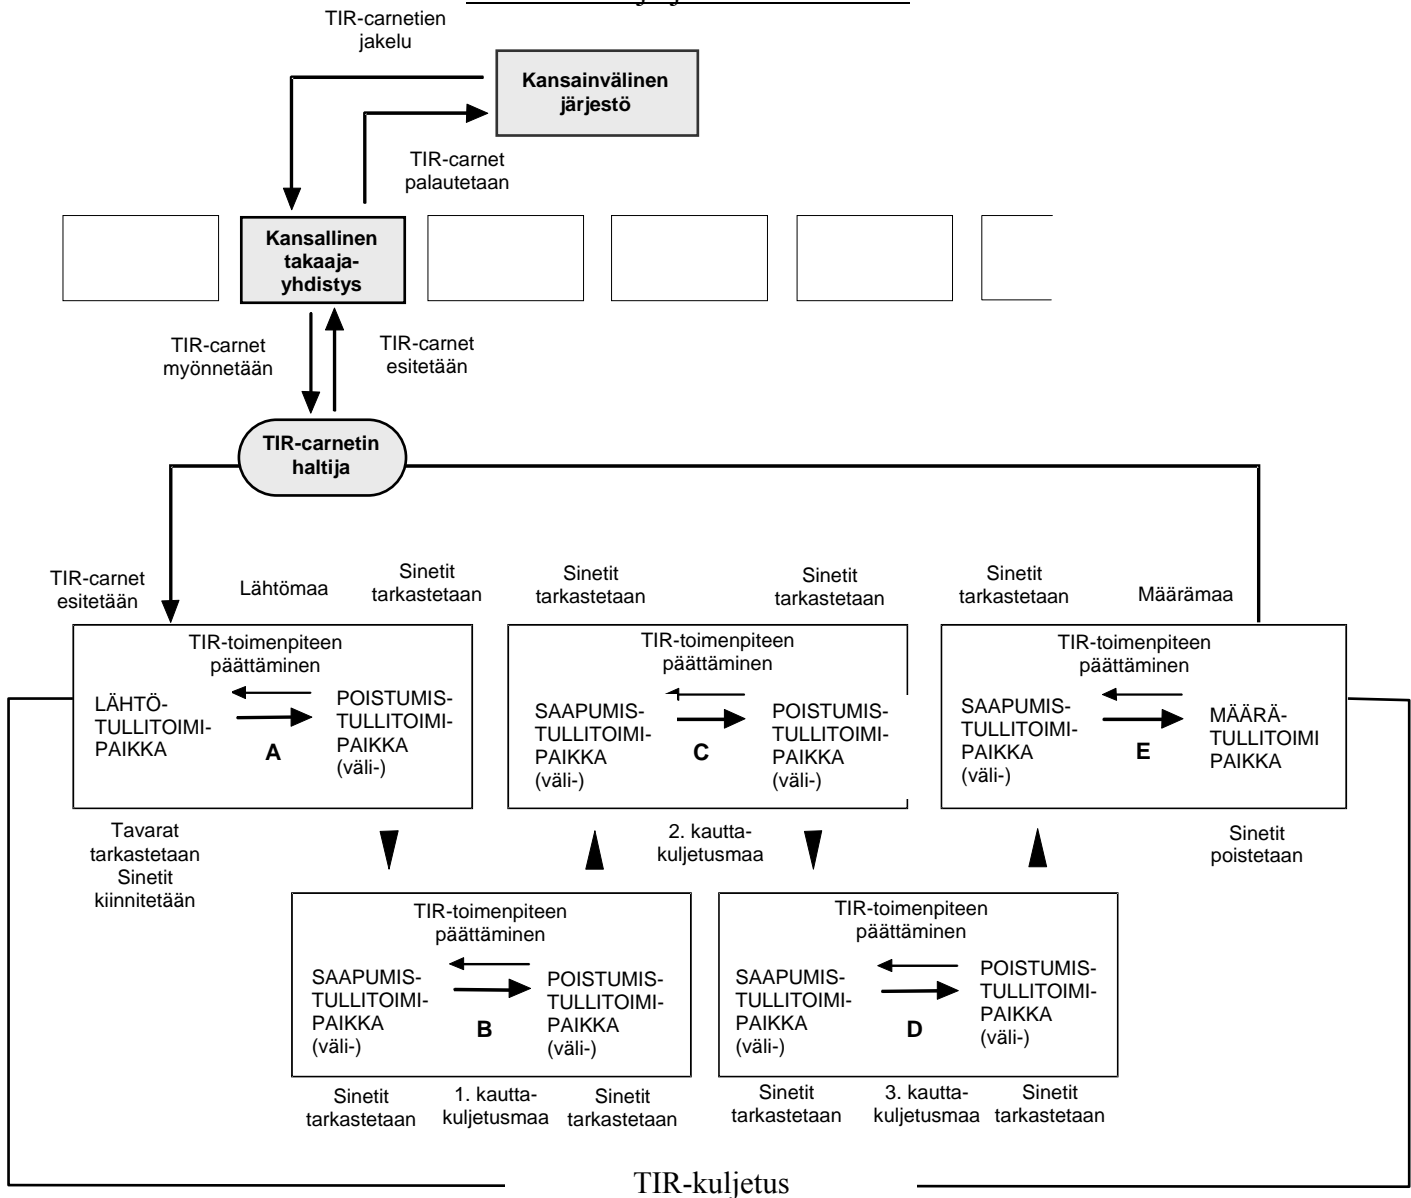 TIR-carnetien
jakelu
Kansainvälinen
järjestö
TIR-carnet
palautetaan
Kansallinen
takaaja-
yhdistys
TIR-carnet
myönnetään
TIR-carnet
esitetään
TIR-carnetin
haltija
TIR-carnet
esitetään
Lähtömaa
Sinetit
tarkastetaan
Sinetit
tarkastetaan
Sinetit
tarkastetaan
Sinetit
tarkastetaan
Määrämaa
TIR-toimenpiteen
päättäminen
LÄHTÖ-
TULLITOIMI-
PAIKKA
A
POISTUMIS-
TULLITOIMI-
PAIKKA
(väli-)
TIR-toimenpiteen
päättäminen
SAAPUMIS-
TULLITOIMI-
PAIKKA
(väli-)
C
POISTUMIS-
TULLITOIMI-
PAIKKA
(väli-)
TIR-toimenpiteen
päättäminen
SAAPUMIS-
TULLITOIMI-
PAIKKA
(väli-)
E
MÄÄRÄ-
TULLITOIMI
PAIKKA
Tavarat
tarkastetaan
Sinetit
kiinnitetään
2. kautta-
kuljetusmaa
Sinetit
poistetaan
TIR-toimenpiteen
päättäminen
SAAPUMIS-
TULLITOIMI-
PAIKKA
(väli-)
B
POISTUMIS-
TULLITOIMI-
PAIKKA
(väli-)
TIR-toimenpiteen
päättäminen
SAAPUMIS-
TULLITOIMI-
PAIKKA
(väli-)
D
POISTUMIS-
TULLITOIMI-
PAIKKA
(väli-)
Sinetit
tarkastetaan
1. kautta-
kuljetusmaa
Sinetit
tarkastetaan
Sinetit
tarkastetaan
3. kautta-
kuljetusmaa
Sinetit
tarkastetaan
TIR-kuljetus